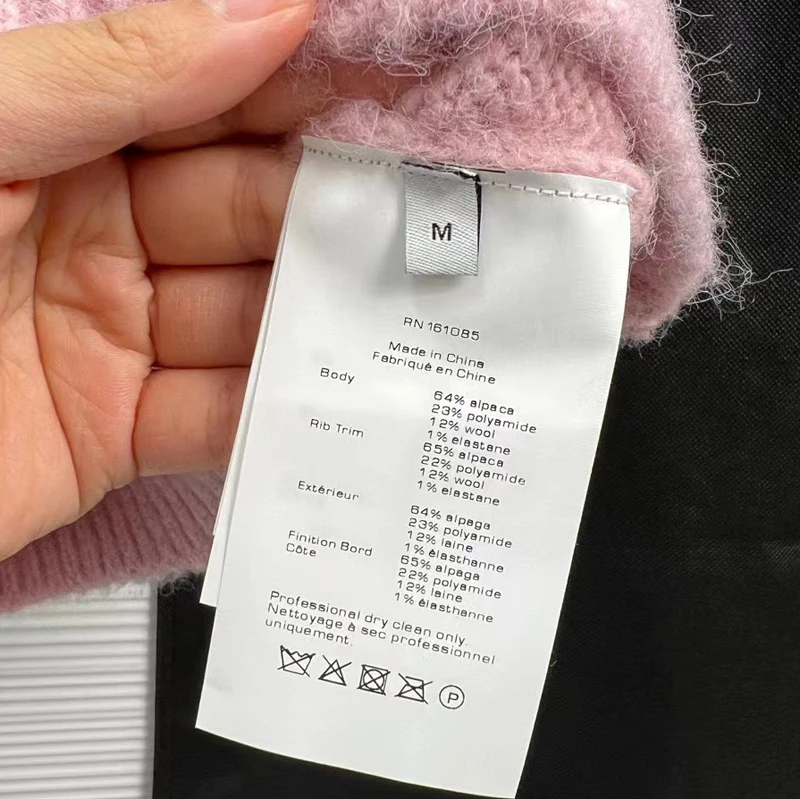 M
RN 161085
Made in China
Fabriqué en Chine
Body
64% alpaca
23% polyamide
12% wool
1% elastane
Rib Trim
65% alpaca
22% polyamide
12% wool
1% elastane
Extérieur
64% alpaga
23% polyamide
12% laine
1% élasthanne
Finition Bord
Côte
65% alpaga
22% polyamide
12% laine
1% élasthanne
Professional dry clean only.
Nettoyage à sec professionnel
uniquement.
P